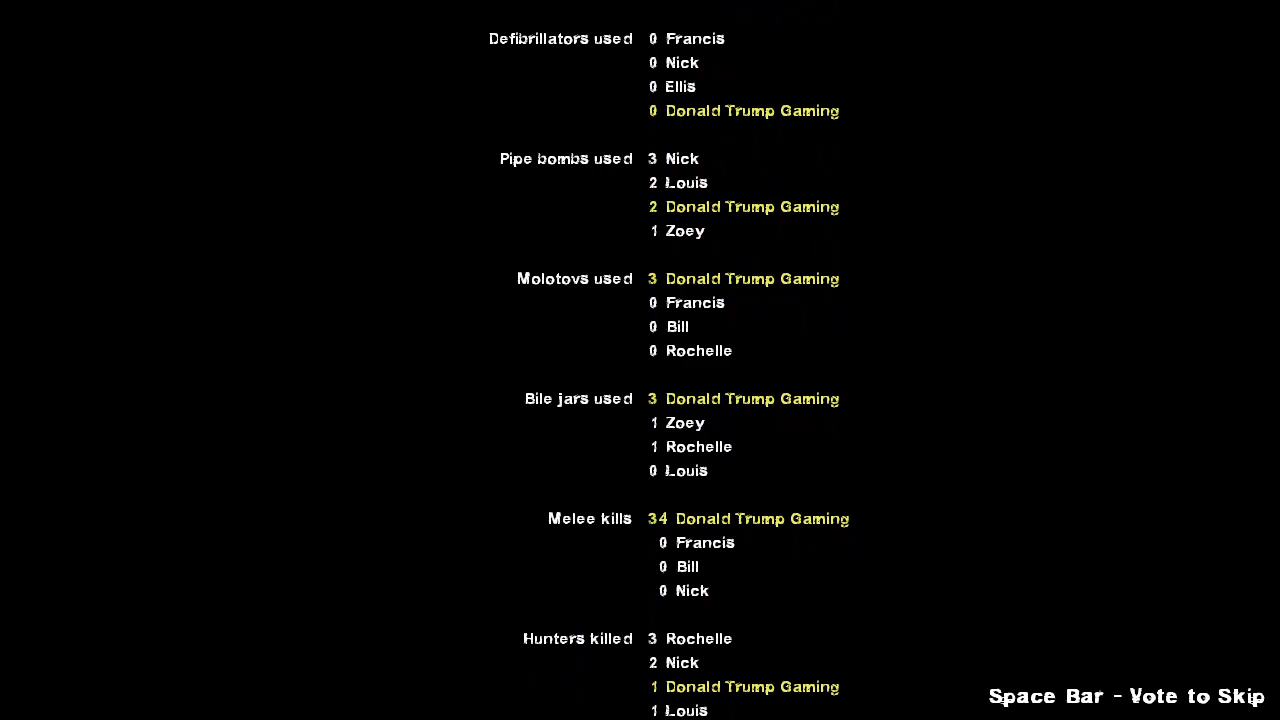 Defibrillators used 0 Francis
0 Nick
0 Ellis
0 Donald Trump Gaming
Pipe bombs used 3 Nick
2 Louis
2 Donald Trump Gaming
1 Zoey
Molotovs used 3 Donald Trump Gaming
0 Francis
0 Bill
0 Rochelle
Bile jars used 3 Donald Trump Gaming
1 Zoey
1 Rochelle
0 Louis
Melee kills 34 Donald Trump Gaming
0 Francis
0 Bill
0 Nick
Hunters killed 3 Rochelle
2 Nick
1 Donald Trump Gaming
1 Louis
Space Bar - Vote to Skip